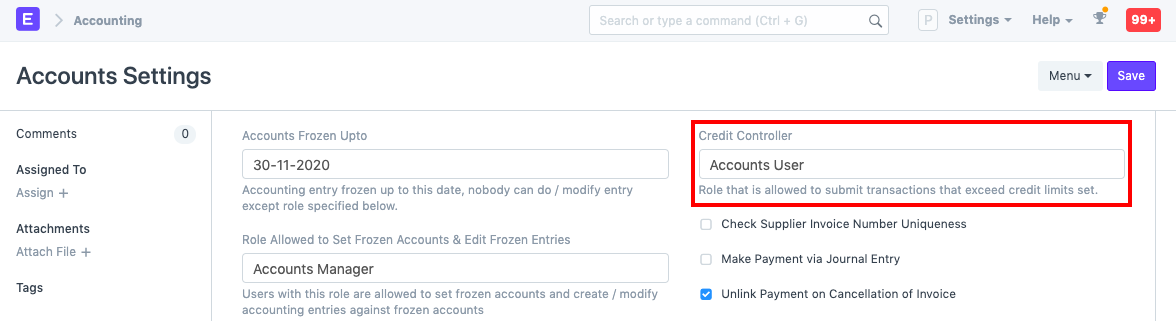 E
Accounting
Search or type a command (Ctrl + G)
P
Settings
Help
99+
Accounts Settings
Menu
Save
Comments
0
Assigned To
Assign +
Attachments
Attach File +
Tags
Accounts Frozen Upto
30-11-2020
Accounting entry frozen up to this date, nobody can do / modify entry
except role specified below.
Role Allowed to Set Frozen Accounts & Edit Frozen Entries
Accounts Manager
Users with this role are allowed to set frozen accounts and create / modify
accounting entries against frozen accounts
Credit Controller
Accounts User
Role that is allowed to submit transactions that exceed credit limits set.
Check Supplier Invoice Number Uniqueness
Make Payment via Journal Entry
Unlink Payment on Cancellation of Invoice